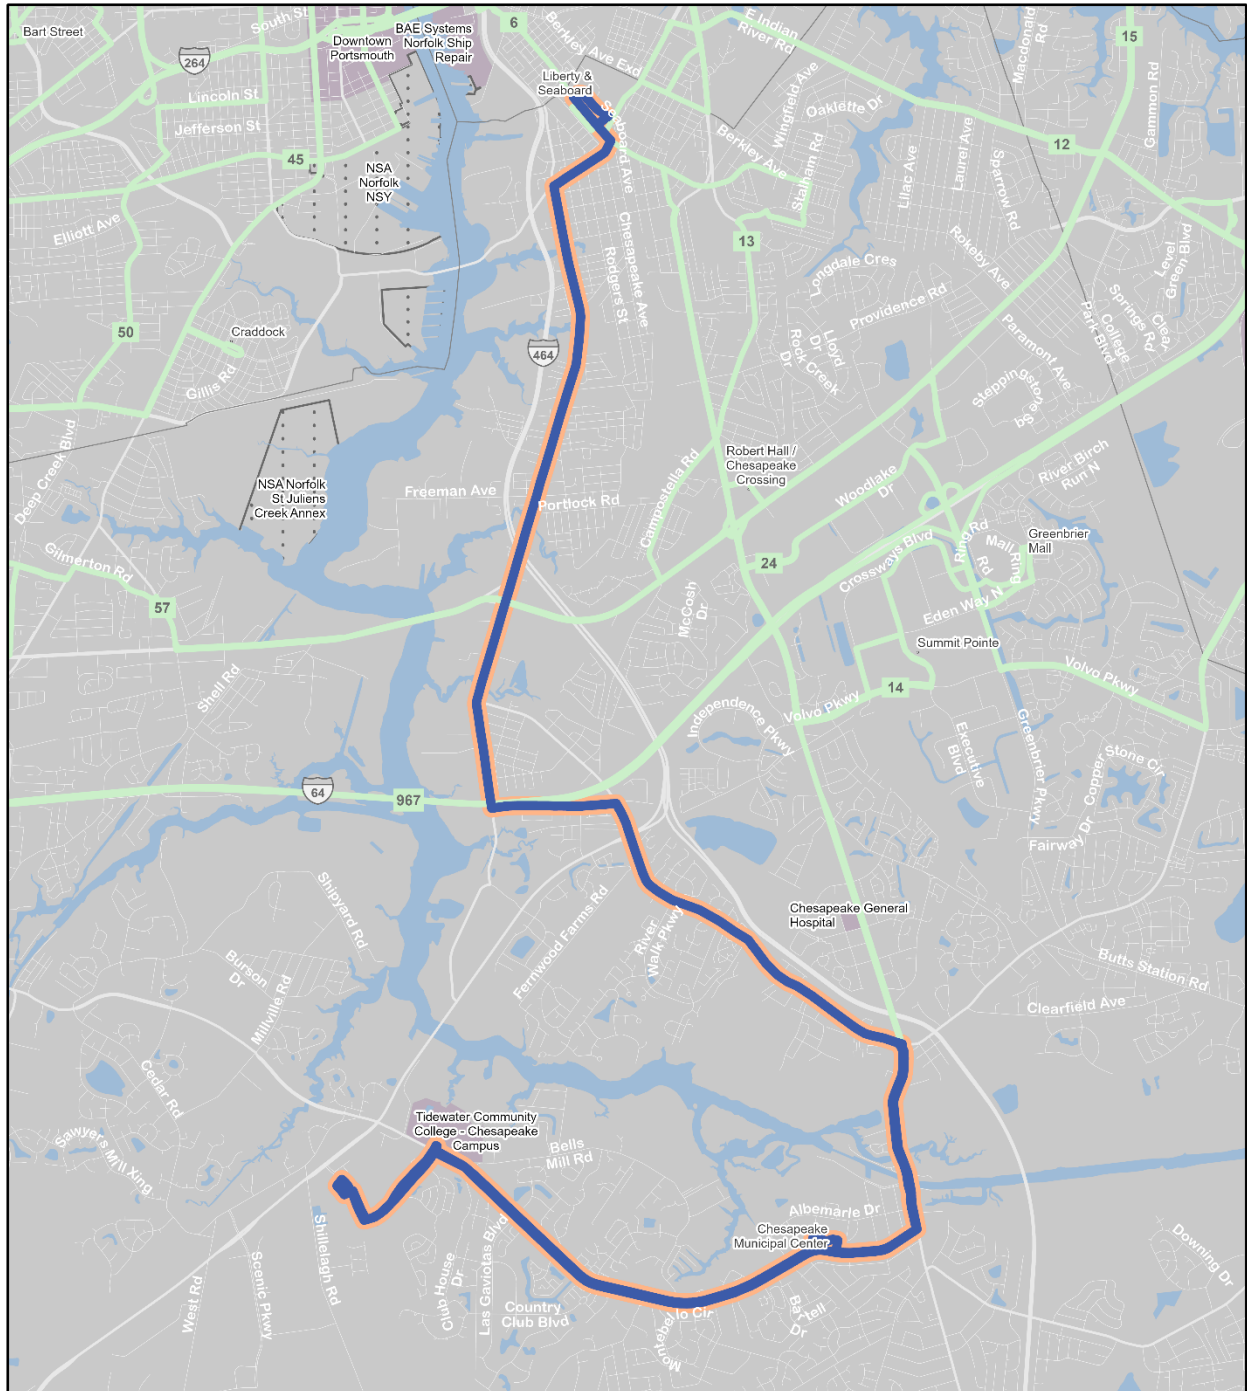 South St
Bart Street
264
Downtown
Portsmouth
BAE Systems
Norfolk Ship
Repair
6
Berkley Ave Exd
E Indian
River Rd
Macdonald
Rd
15
Gammon Rd
Liberty &
Seaboard
Lincoln St
Jefferson St
45
NSA
Norfolk
NSY
Seaboard Ave
Berkley Ave
Wingfield Ave
Oaklette Dr
Stalham Rd
Lilac Ave
Laurel Ave
Sparrow Rd
12
Elliott Ave
Chesapeake Ave
Rodgers St
13
Longdale Cres
Rokeby Ave
Level
Green Blvd
50
Craddock
Gillis Rd
464
Providence Rd
Lloyd
Dr
Rock Creek
Dr
Paramont Ave
College
Park Blvd
Springs Rd
Clear
Steppingstone
Sq
Deep Creek Blvd
NSA Norfolk
St Juliens
Creek Annex
Freeman Ave
Portlock Rd
Campostella Rd
Robert Hall /
Chesapeake
Crossing
Woodlake
Dr
River Birch
Run N
Gilmerton Rd
57
24
Crossways Blvd
Ring Rd
Mall Ring
Rd
Greenbrier
Mall
McCosh
Dr
Eden Way N
Summit Pointe
Shell Rd
Independence Pkwy
Volvo Pkwy
14
Volvo Pkwy
Executive
Blvd
Greenbrier Pkwy
Copper
Stone Cir
64
967
Fairway Dr
Shipyard Rd
Fernwood Farms Rd
River
Walk Pkwy
Chesapeake General
Hospital
Burson
Dr
Millville Rd
Butts Station Rd
Clearfield Ave
Cedar Rd
Sawyers Mill Xing
Tidewater Community
College - Chesapeake
Campus
Bells
Mill Rd
Albemarle Dr
Chesapeake
Municipal Center
Downing Dr
West Rd
Scenic Pkwy
Shillelagh Rd
Club House
Dr
Las Gaviotas Blvd
Country
Club Blvd
Montebello Cir
Bartell
Dr